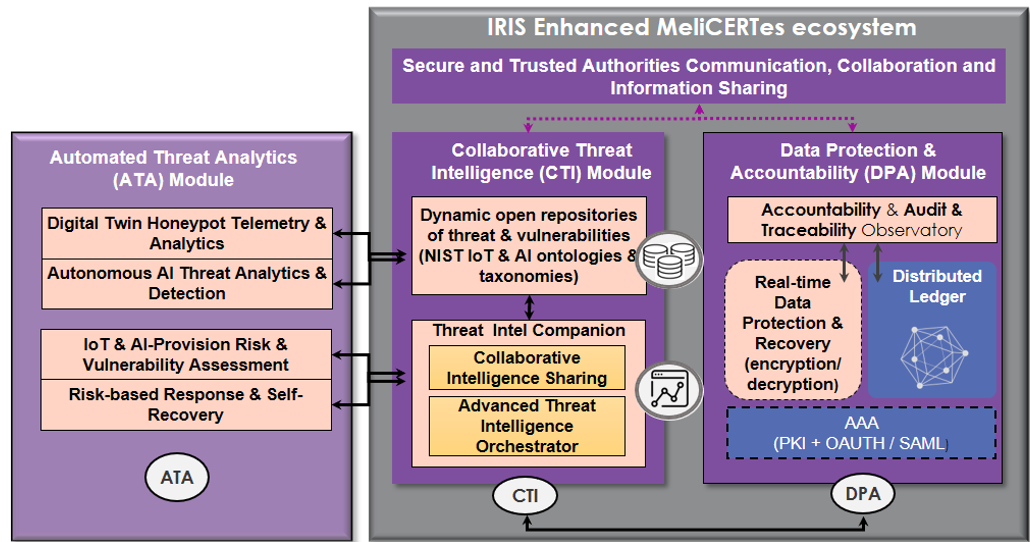 IRIS Enhanced MeliCERTes ecosystem
Secure and Trusted Authorities Communication, Collaboration and
Information Sharing
Automated Threat Analytics
(ATA) Module
Digital Twin Honeypot Telemetry &
Analytics
Autonomous AI Threat Analytics &
Detection
IoT & AI-Provision Risk &
Vulnerability Assessment
Risk-based Response & Self-
Recovery
ATA
Collaborative Threat
Intelligence (CTI) Module
Dynamic open repositories
of threat & vulnerabilities
(NIST IoT & AI ontologies &
taxonomies)
Threat Intel Companion
Collaborative
Intelligence Sharing
Advanced Threat
Intelligence
Orchestrator
CTI
Data Protection &
Accountability (DPA) Module
Accountability & Audit &
Traceability Observatory
Real-time
Data
Protection &
Recovery
(encryption/
decryption)
Distributed
Ledger
AAA
(PKI + OAUTH / SAML)
DPA